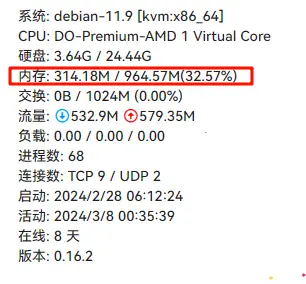 系统: debian-11.9 [kvm:x86_64]
CPU: DO-Premium-AMD 1 Virtual Core
硬盘: 3.64G / 24.44G
内存: 314.18M / 964.57M(32.57%)
交换: 0B / 1024M (0.00%)
流量: 532.9M 579.35M
负载: 0.00 / 0.00 / 0.00
进程数: 68
连接数: TCP 9 / UDP 2
启动: 2024/2/28 06:12:24
活动: 2024/3/8 00:35:39
在线: 8 天
版本: 0.16.2